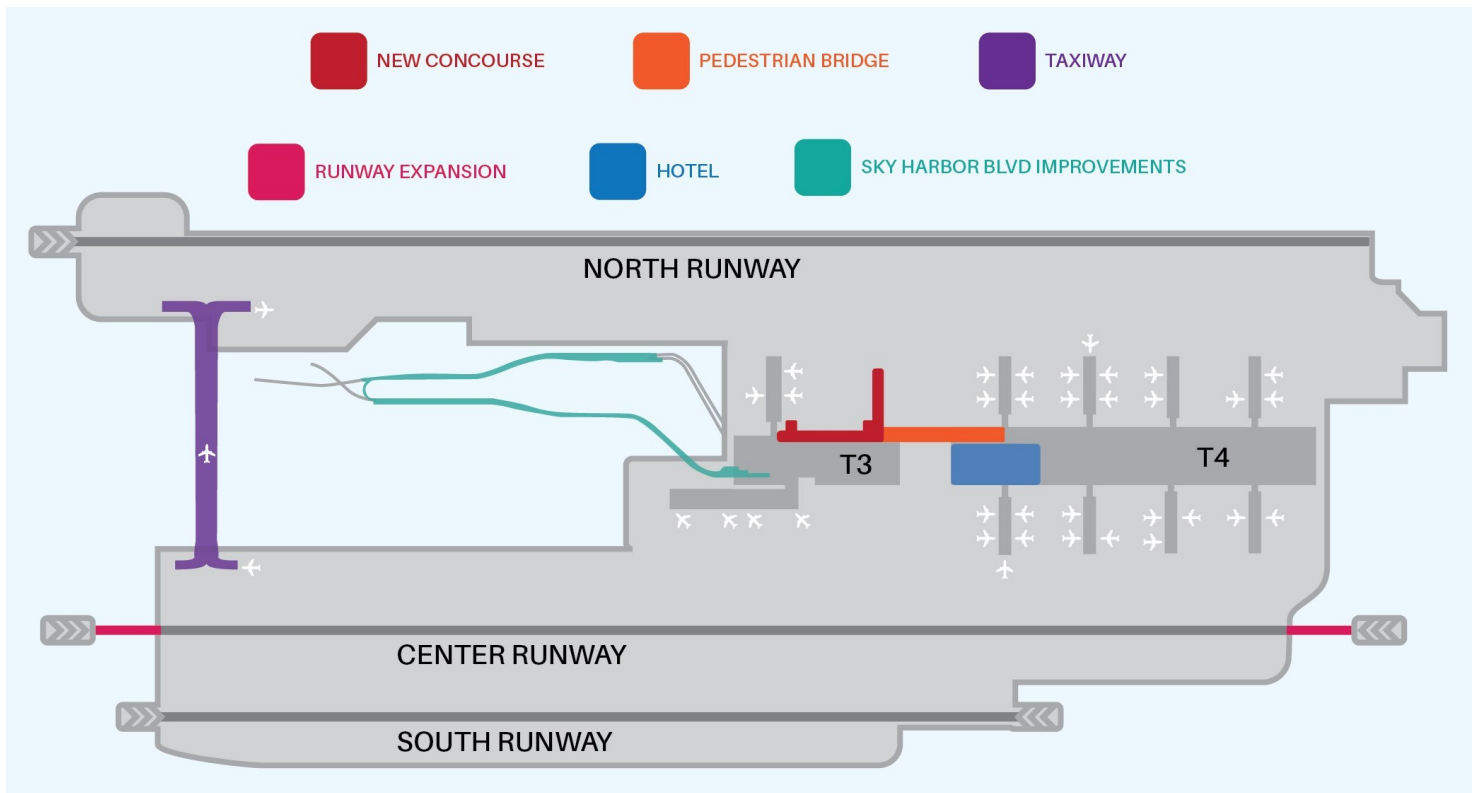 NEW CONCOURSE
PEDESTRIAN BRIDGE
TAXIWAY
RUNWAY EXPANSION
HOTEL
SKY HARBOR BLVD IMPROVEMENTS
NORTH RUNWAY
T3
T4
CENTER RUNWAY
SOUTH RUNWAY